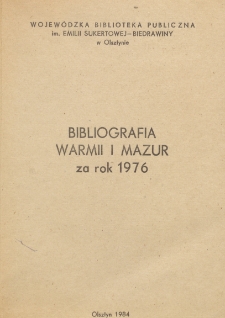 WOJEWÓDZKA BIBLIOTEKA PUBLICZNA
im. EMILII SUKERTOWEJ-BIEDRAWINY
w Olsztynie
BIBLIOGRAFIA
WARMII I MAZUR
za rok 1976
Olsztyn 1984